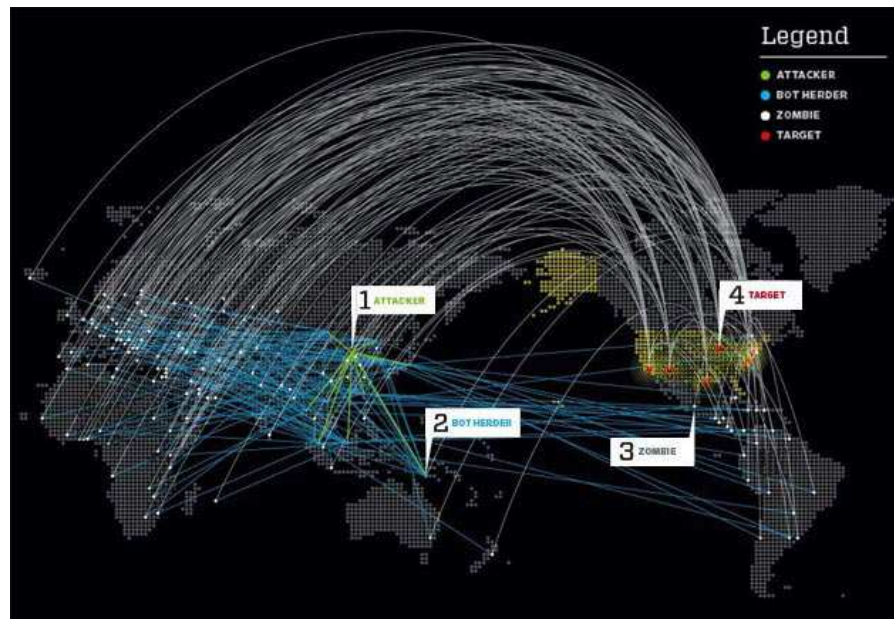 Legend
ATTACKER
BOT HERDER
ZOMBIE
TARGET
1 ATTACKER
4 TARGET
2 BOT HERDER
3 ZOMBIE